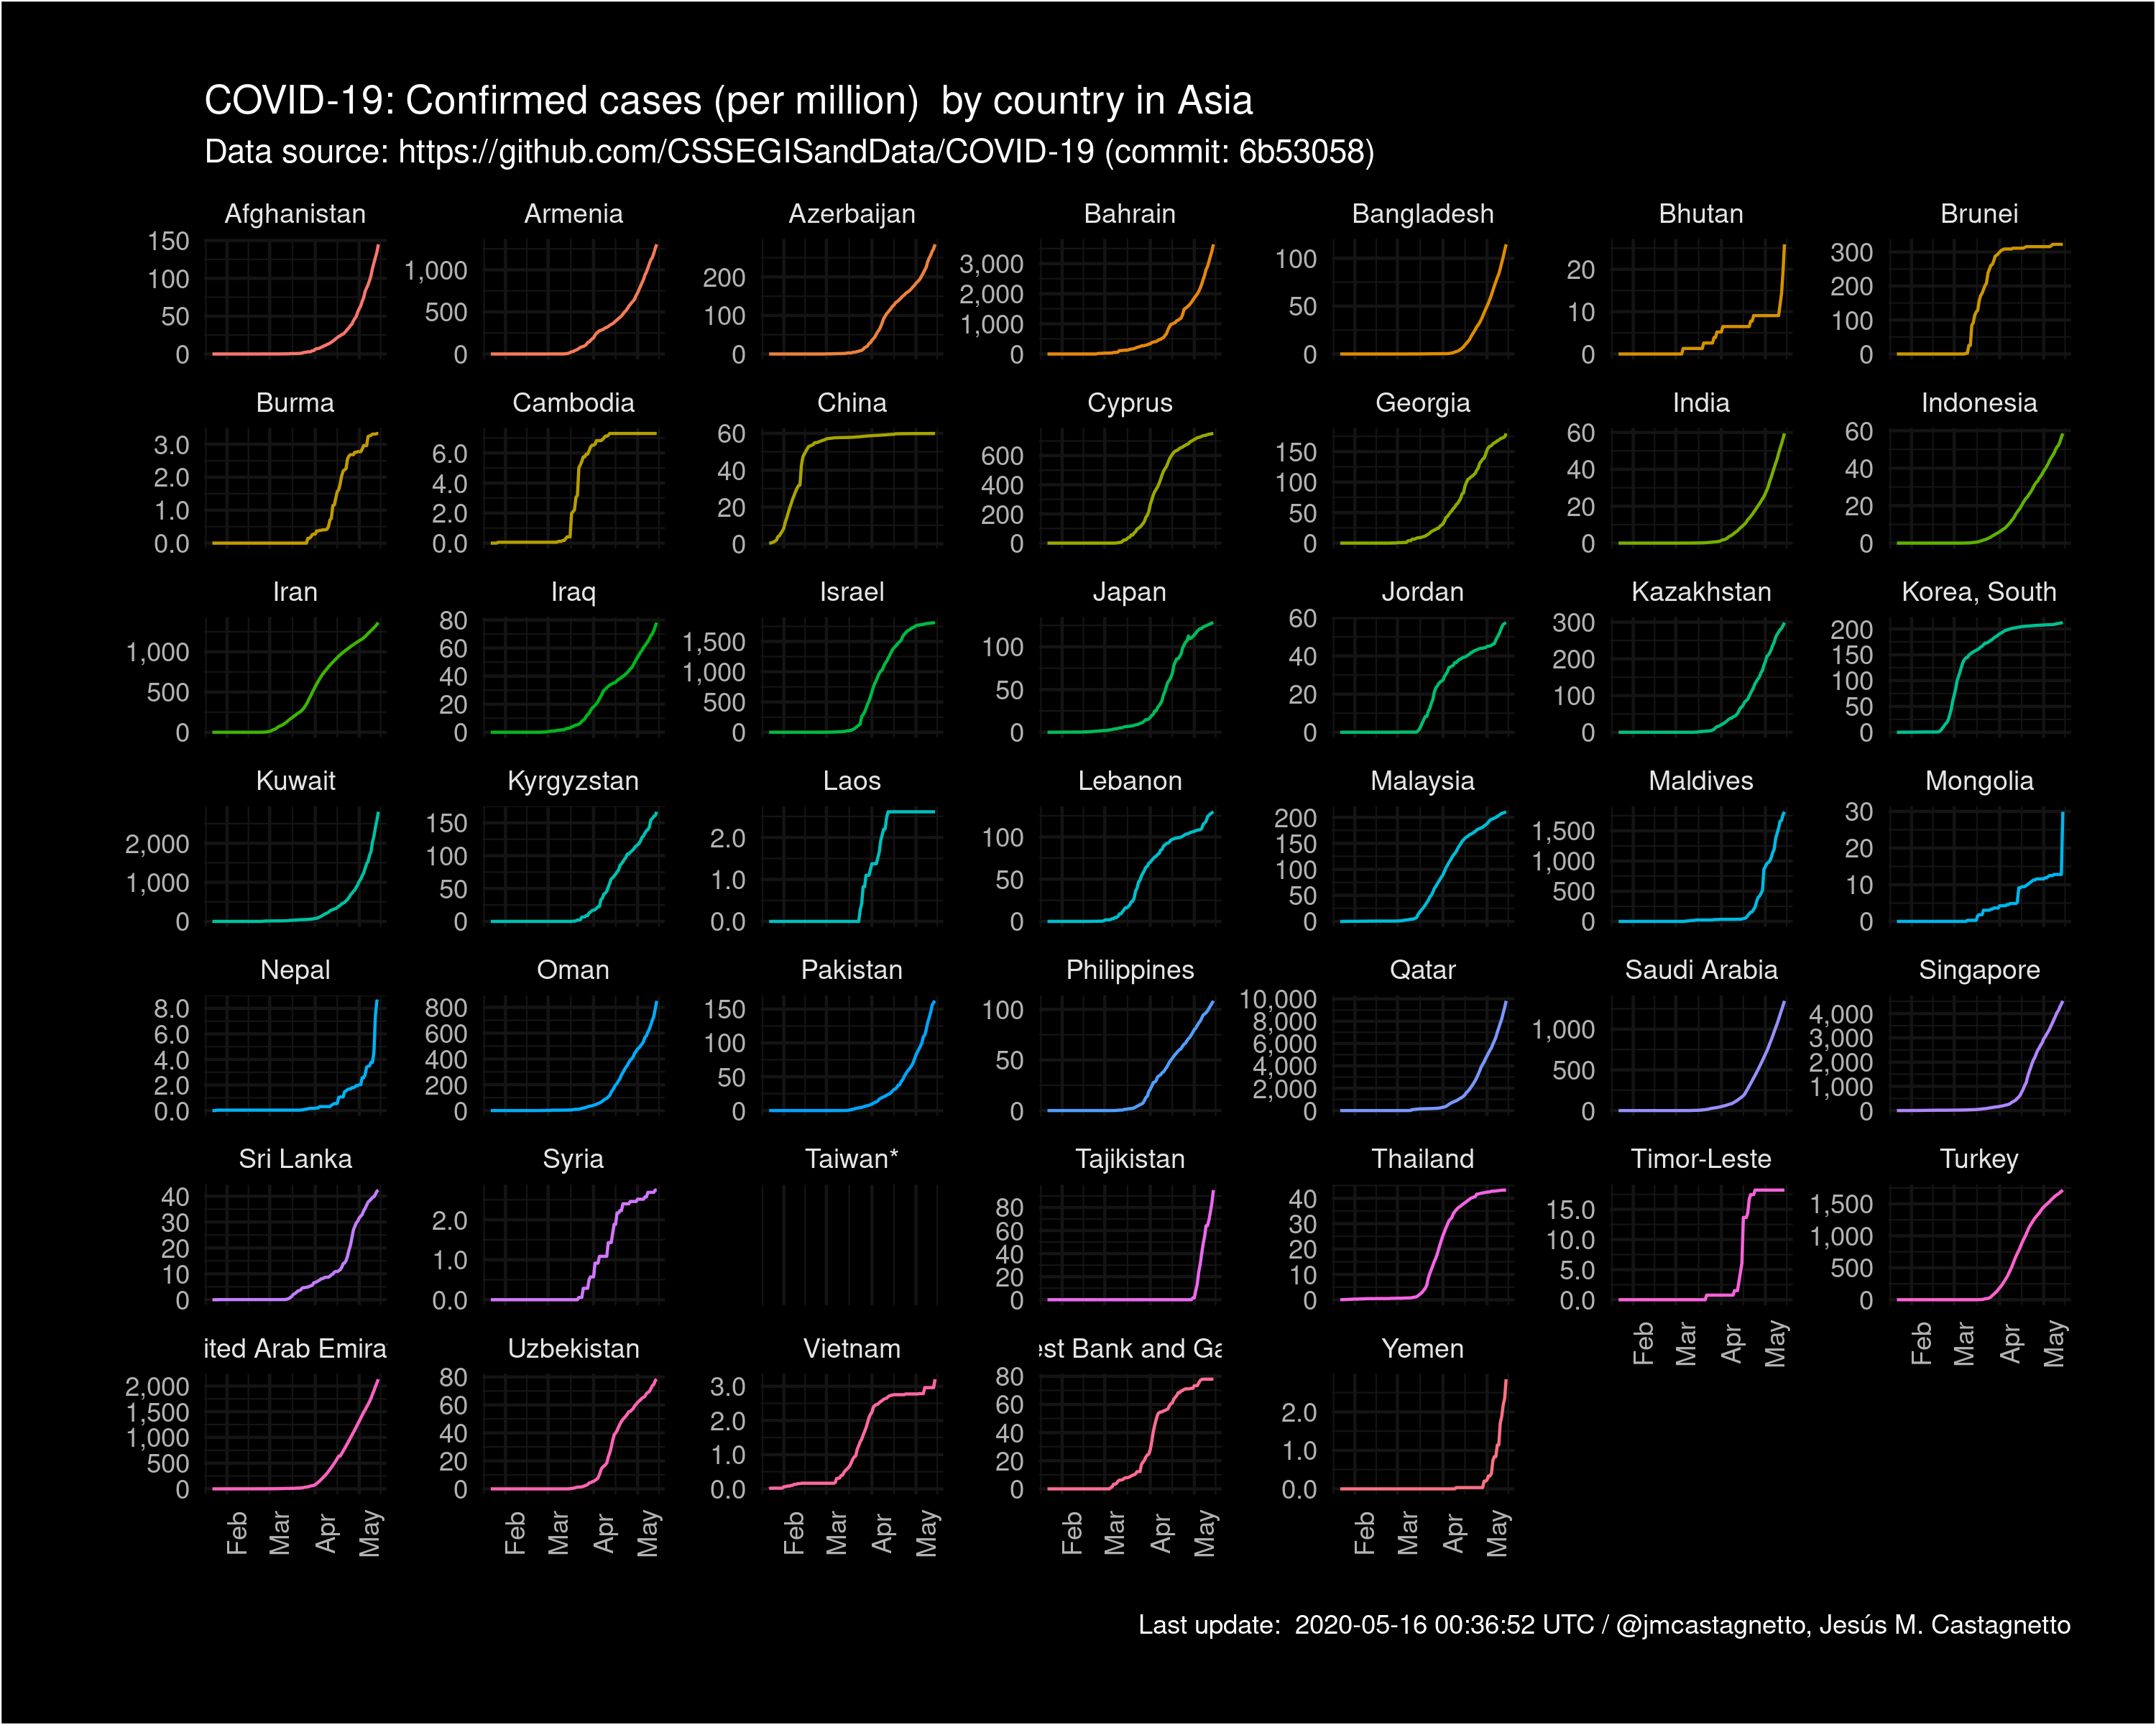 COVID-19: Confirmed cases (per million)  by country in Asia
Data source: https://github.com/CSSEGISandData/COVID-19 (commit: 6b53058)
Afghanistan Armenia Azerbaijan Bahrain Bangladesh Bhutan Brunei
150 100 50 0
1,000 500 0
200 100 0
3,000 2,000 1,000 0
100 50 0
20 10 0
300 200 100 0
Burma Cambodia China Cyprus Georgia India Indonesia
3.0 2.0 1.0 0.0
6.0 4.0 2.0 0.0
60 40 20 0
600 400 200 0
150 100 50 0
60 40 20 0
60 40 20 0
Iran Iraq Israel Japan Jordan Kazakhstan Korea, South
1,000 500 0
80 60 40 20 0
1,500 1,000 500 0
100 50 0
60 40 20 0
300 200 100 0
200 150 100 50 0
Kuwait Kyrgyzstan Laos Lebanon Malaysia Maldives Mongolia
2,000 1,000 0
150 100 50 0
2.0 1.0 0.0
100 50 0
200 150 100 50 0
1,500 1,000 500 0
30 20 10 0
Nepal Oman Pakistan Philippines Qatar Saudi Arabia Singapore
8.0 6.0 4.0 2.0 0.0
800 600 400 200 0
150 100 50 0
100 50 0
10,000 8,000 6,000 4,000 2,000 0
1,000 500 0
4,000 3,000 2,000 1,000 0
Sri Lanka Syria Taiwan* Tajikistan Thailand Timor-Leste Turkey
40 30 20 10 0
2.0 1.0 0.0
80 60 40 20 0
40 30 20 10 0
15.0 10.0 5.0 0.0
1,500 1,000 500 0
Feb Mar Apr May
Feb Mar Apr May
ited Arab Emira Uzbekistan Vietnam est Bank and Ga Yemen
2,000 1,500 1,000 500 0
80 60 40 20 0
3.0 2.0 1.0 0.0
80 60 40 20 0
2.0 1.0 0.0
Feb Mar Apr May
Feb Mar Apr May
Feb Mar Apr May
Feb Mar Apr May
Feb Mar Apr May
Last update:  2020-05-16 00:36:52 UTC / @jmcastagnetto, Jesús M. Castagnetto